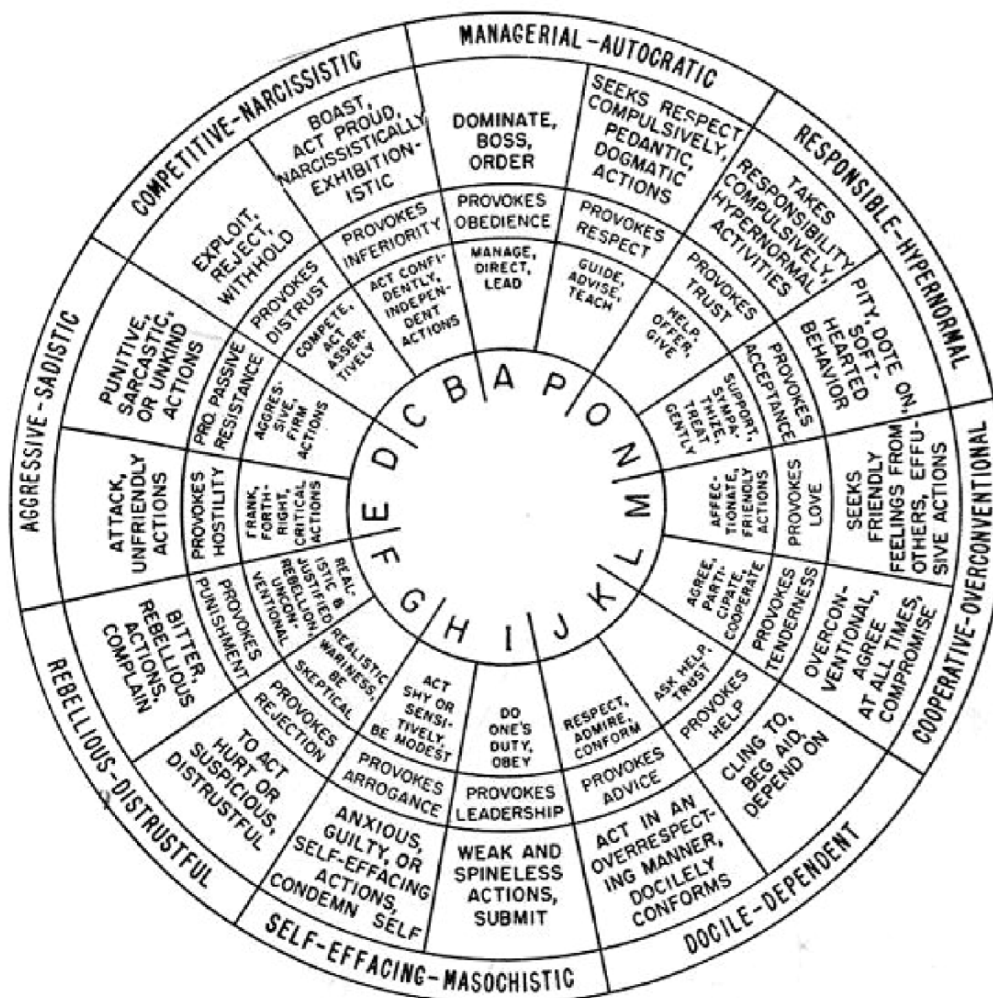 MANAGERIAL-AUTOCRATIC
RESPONSIBLE-HYPERNORMAL
COOPERATIVE-OVERCONVENTIONAL
DOCILE-DEPENDENT
SELF-EFFACING-MASOCHISTIC
REBELLIOUS-DISTRUSTFUL
AGGRESSIVE-SADISTIC
COMPETITIVE-NARCISSISTIC
DOMINATE,
BOSS,
ORDER
PROVOKES
OBEDIENCE
MANAGE,
DIRECT,
LEAD
A
SEEKS RESPECT
COMPULSIVELY,
PEDANTIC,
DOGMATIC
ACTIONS
PROVOKES
RESPECT
GUIDE,
ADVISE,
TEACH
P
TAKES
RESPONSIBILITY
COMPULSIVELY,
HYPERNORMAL
ACTIVITIES
PROVOKES
TRUST
HELP,
OFFER,
GIVE
O
PITY, DOTE ON,
SOFT-
HEARTED
BEHAVIOR
PROVOKES
ACCEPTANCE
SUPPORT,
SYMPA-
THIZE,
TREAT
GENTLY
N
SEEKS
FRIENDLY
FEELINGS FROM
OTHERS, EFFU-
SIVE ACTIONS
PROVOKES
LOVE
AFFEC-
TIONATE,
FRIENDLY
ACTIONS
M
OVERCON-
VENTIONAL,
AGREE
AT ALL TIMES,
COMPROMISE
PROVOKES
TENDERNESS
AGREE,
PARTI-
CIPATE,
COOPERATE
L
CLING TO,
BEG AID,
DEPEND ON
PROVOKES
HELP
ASK HELP,
TRUST
K
ACT IN AN
OVERRESPECT-
ING MANNER,
DOCILELY
CONFORMS
PROVOKES
ADVICE
RESPECT,
ADMIRE,
CONFORM
J
WEAK AND
SPINELESS
ACTIONS,
SUBMIT
PROVOKES
LEADERSHIP
DO
ONE'S
DUTY,
OBEY
I
ANXIOUS,
GUILTY, OR
SELF-EFFACING
ACTIONS,
CONDEMN SELF
PROVOKES
ARROGANCE
ACT
SHY OR
SENSI-
TIVELY,
BE MODEST
H
TO ACT
HURT OR
SUSPICIOUS,
DISTRUSTFUL
PROVOKES
REJECTION
REALISTIC
WARINESS,
BE
SKEPTICAL
G
BITTER,
REBELLIOUS
ACTIONS,
COMPLAIN
PROVOKES
PUNISHMENT
REAL-
ISTIC &
JUSTIFIED
REBELLION,
UNCON-
VENTIONAL
F
ATTACK,
UNFRIENDLY
ACTIONS
PROVOKES
HOSTILITY
FRANK,
FORTH-
RIGHT,
CRITICAL
ACTIONS
E
PUNITIVE,
SARCASTIC,
OR UNKIND
ACTIONS
PRO. PASSIVE
RESISTANCE
AGGRES-
SIVE,
FIRM
ACTIONS
D
EXPLOIT,
REJECT,
WITHHOLD
PROVOKES
DISTRUST
COMPETE,
ACT
ASSER-
TIVELY
C
BOAST,
ACT PROUD,
NARCISSISTICALLY
EXHIBITION-
ISTIC
PROVOKES
INFERIORITY
ACT CONFI-
DENTLY,
INDEPEN-
DENT
ACTIONS
B